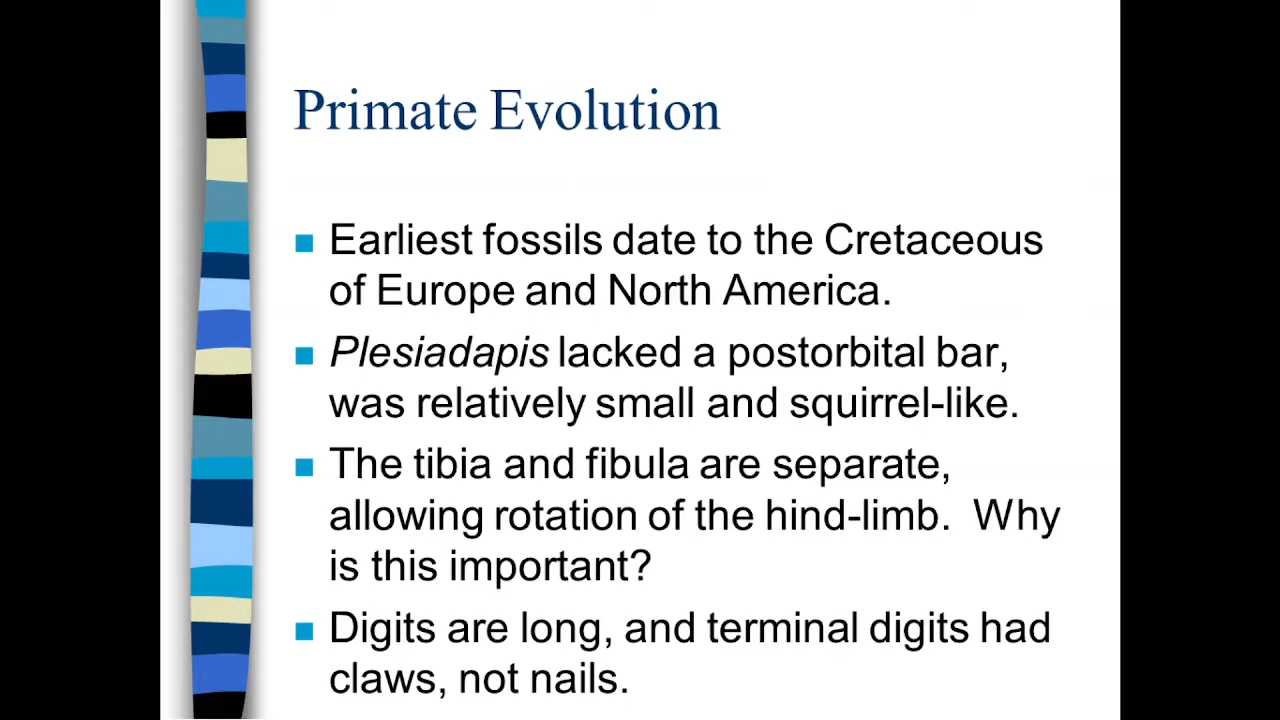 Primate Evolution
Earliest fossils date to the Cretaceous
of Europe and North America.
Plesiadapis lacked a postorbital bar,
was relatively small and squirrel-like.
The tibia and fibula are separate,
allowing rotation of the hind-limb.  Why
is this important?
Digits are long, and terminal digits had
claws, not nails.